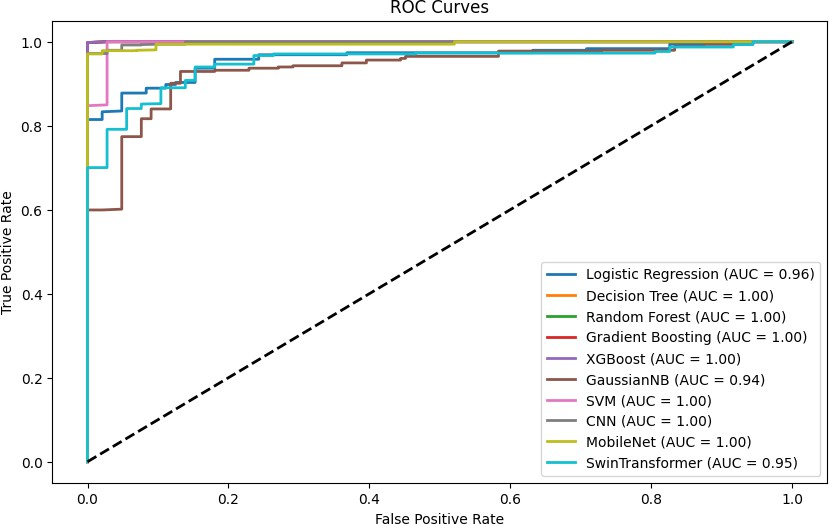 ROC Curves
True Positive Rate
1.0
0.8
0.6
0.4
0.2
0.0
Logistic Regression (AUC = 0.96)
Decision Tree (AUC = 1.00)
Random Forest (AUC = 1.00)
Gradient Boosting (AUC = 1.00)
XGBoost (AUC = 1.00)
GaussianNB (AUC = 0.94)
SVM (AUC = 1.00)
CNN (AUC = 1.00)
MobileNet (AUC = 1.00)
SwinTransformer (AUC = 0.95)
0.0 0.2 0.4 0.6 0.8 1.0
False Positive Rate